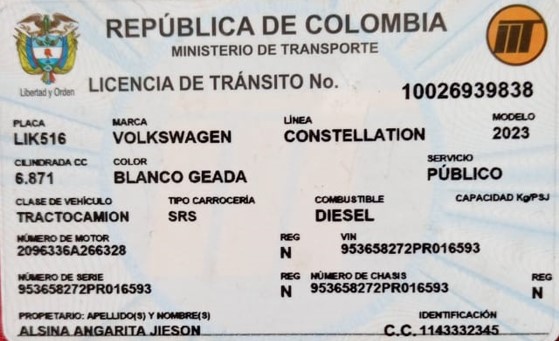 REPÚBLICA DE COLOMBIA
MINISTERIO DE TRANSPORTE
Libertad y Orden
LICENCIA DE TRÁNSITO No. 10026939838
PLACA MARCA LÍNEA MODELO
LIK516 VOLKSWAGEN CONSTELLATION 2023
CILINDRADA CC COLOR SERVICIO
6.871 BLANCO GEADA PÚBLICO
CLASE DE VEHÍCULO TIPO CARROCERÍA COMBUSTIBLE CAPACIDAD Kg/PSJ
TRACTOCAMION SRS DIESEL
NÚMERO DE MOTOR REG VIN
2096336A266328 N 953658272PR016593
NÚMERO DE SERIE REG NÚMERO DE CHASIS REG
953658272PR016593 N 953658272PR016593 N
PROPIETARIO: APELLIDO(S) Y NOMBRE(S) IDENTIFICACIÓN
ALSINA ANGARITA JIESON C.C. 1143332345